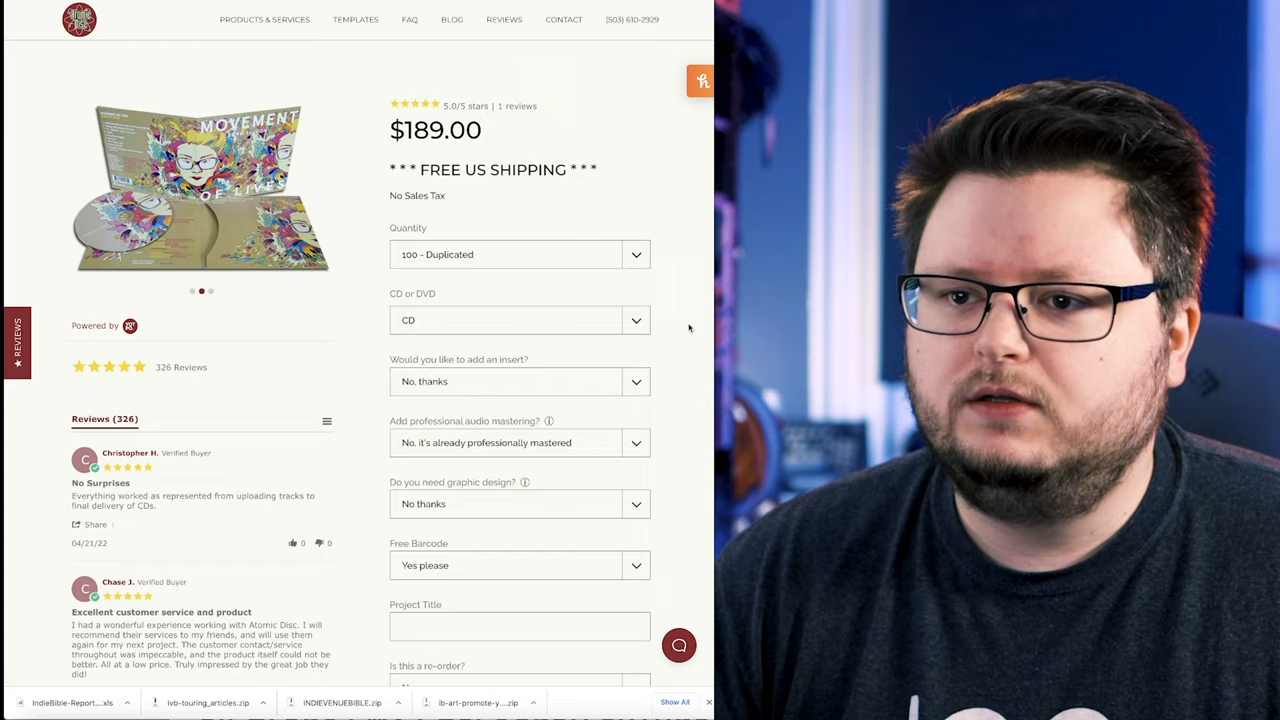 Atomic Disc
PRODUCTS & SERVICES TEMPLATES FAQ BLOG REVIEWS CONTACT (503) 610-2929
h
MOVEMENT
OF LIVES
5.0/5 stars | 1 reviews
$189.00
* * * FREE US SHIPPING * * *
No Sales Tax
Quantity
100 - Duplicated
CD or DVD
CD
Would you like to add an insert?
No, thanks
Add professional audio mastering?
No, it's already professionally mastered
Do you need graphic design?
No thanks
Free Barcode
Yes please
Project Title
Is this a re-order?
★ REVIEWS
Powered by
326 Reviews
Reviews (326)
C
Christopher H. Verified Buyer
No Surprises
Everything worked as represented from uploading tracks to
final delivery of CDs.
Share
04/21/22 0 0
C
Chase J. Verified Buyer
Excellent customer service and product
I had a wonderful experience working with Atomic Disc. I will
recommend their services to my friends, and will use them
again for my next project. The customer contact/service
throughout was impeccable, and the product itself could not be
better. All at a low price. Truly impressed by the great job they
did!
IndieBible-Report....xls ivb-touring_articles.zip INDIEVENUEBIBLE.zip ib-art-promote-y....zip Show All